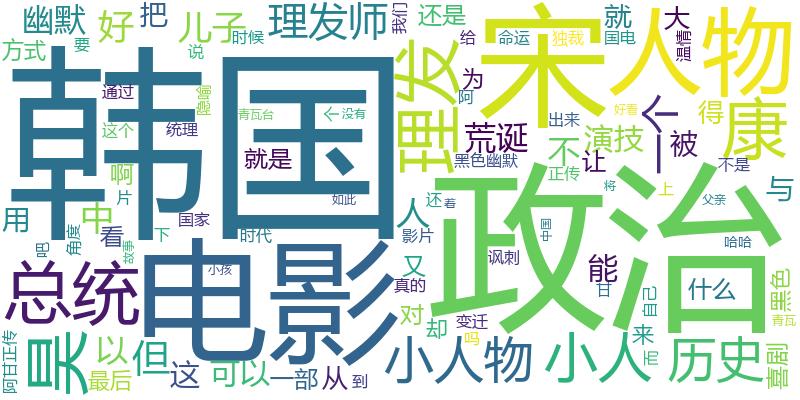 幽默
好
把
儿子
理发师
我们
还是
就
大
方式
要
说
时候
给
命运
独裁
国电
温情
韩国
宋
人物
理发
为
阿
通过
隐喻
青瓦台
个
没有
荒诞
出来
演技
一个
得
康
这个
统理
就是
黑色幽默
好看
不
让
被
啊
片
正传
不是
用
中
看
国家
如此
人
还
着
将
上
父亲
与
吧
角度
故事
下
时代
影片
又
讽刺
政治
中国
哈哈
总统
电影
小孩
真的
能
甘
什么
黑色
青瓦
对
却
变迁
吗
来
自己
而
阿甘正传
昊
以
但
这
可以
一部
从
到
小人物
小人
历史
喜剧
最后